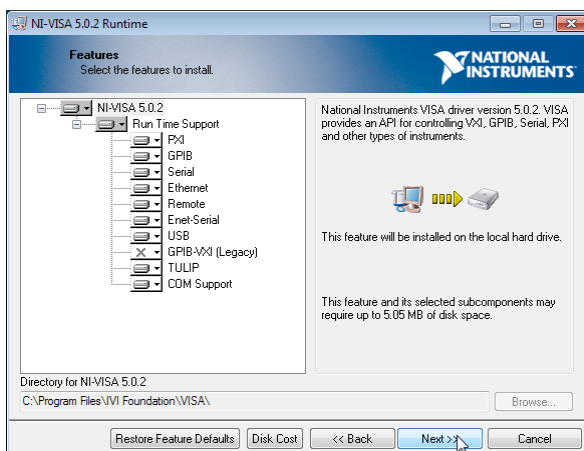 NI-VISA 5.0.2 Runtime
Features
Select the features to install.
NATIONAL
INSTRUMENTS
NI-VISA 5.0.2
Run Time Support
PXI
GPIB
Serial
Ethernet
Remote
Enet-Serial
USB
GPIB-VXI (Legacy)
TULIP
COM Support
National Instruments VISA driver version 5.0.2. VISA
provides an API for controlling VXI, GPIB, Serial, PXI
and other types of instruments.
This feature will be installed on the local hard drive.
This feature and its selected subcomponents may
require up to 5.05 MB of disk space.
Directory for NI-VISA 5.0.2
C:\Program Files\IVI Foundation\VISA\
Browse...
Restore Feature Defaults
Disk Cost
<< Back
Next >>
Cancel